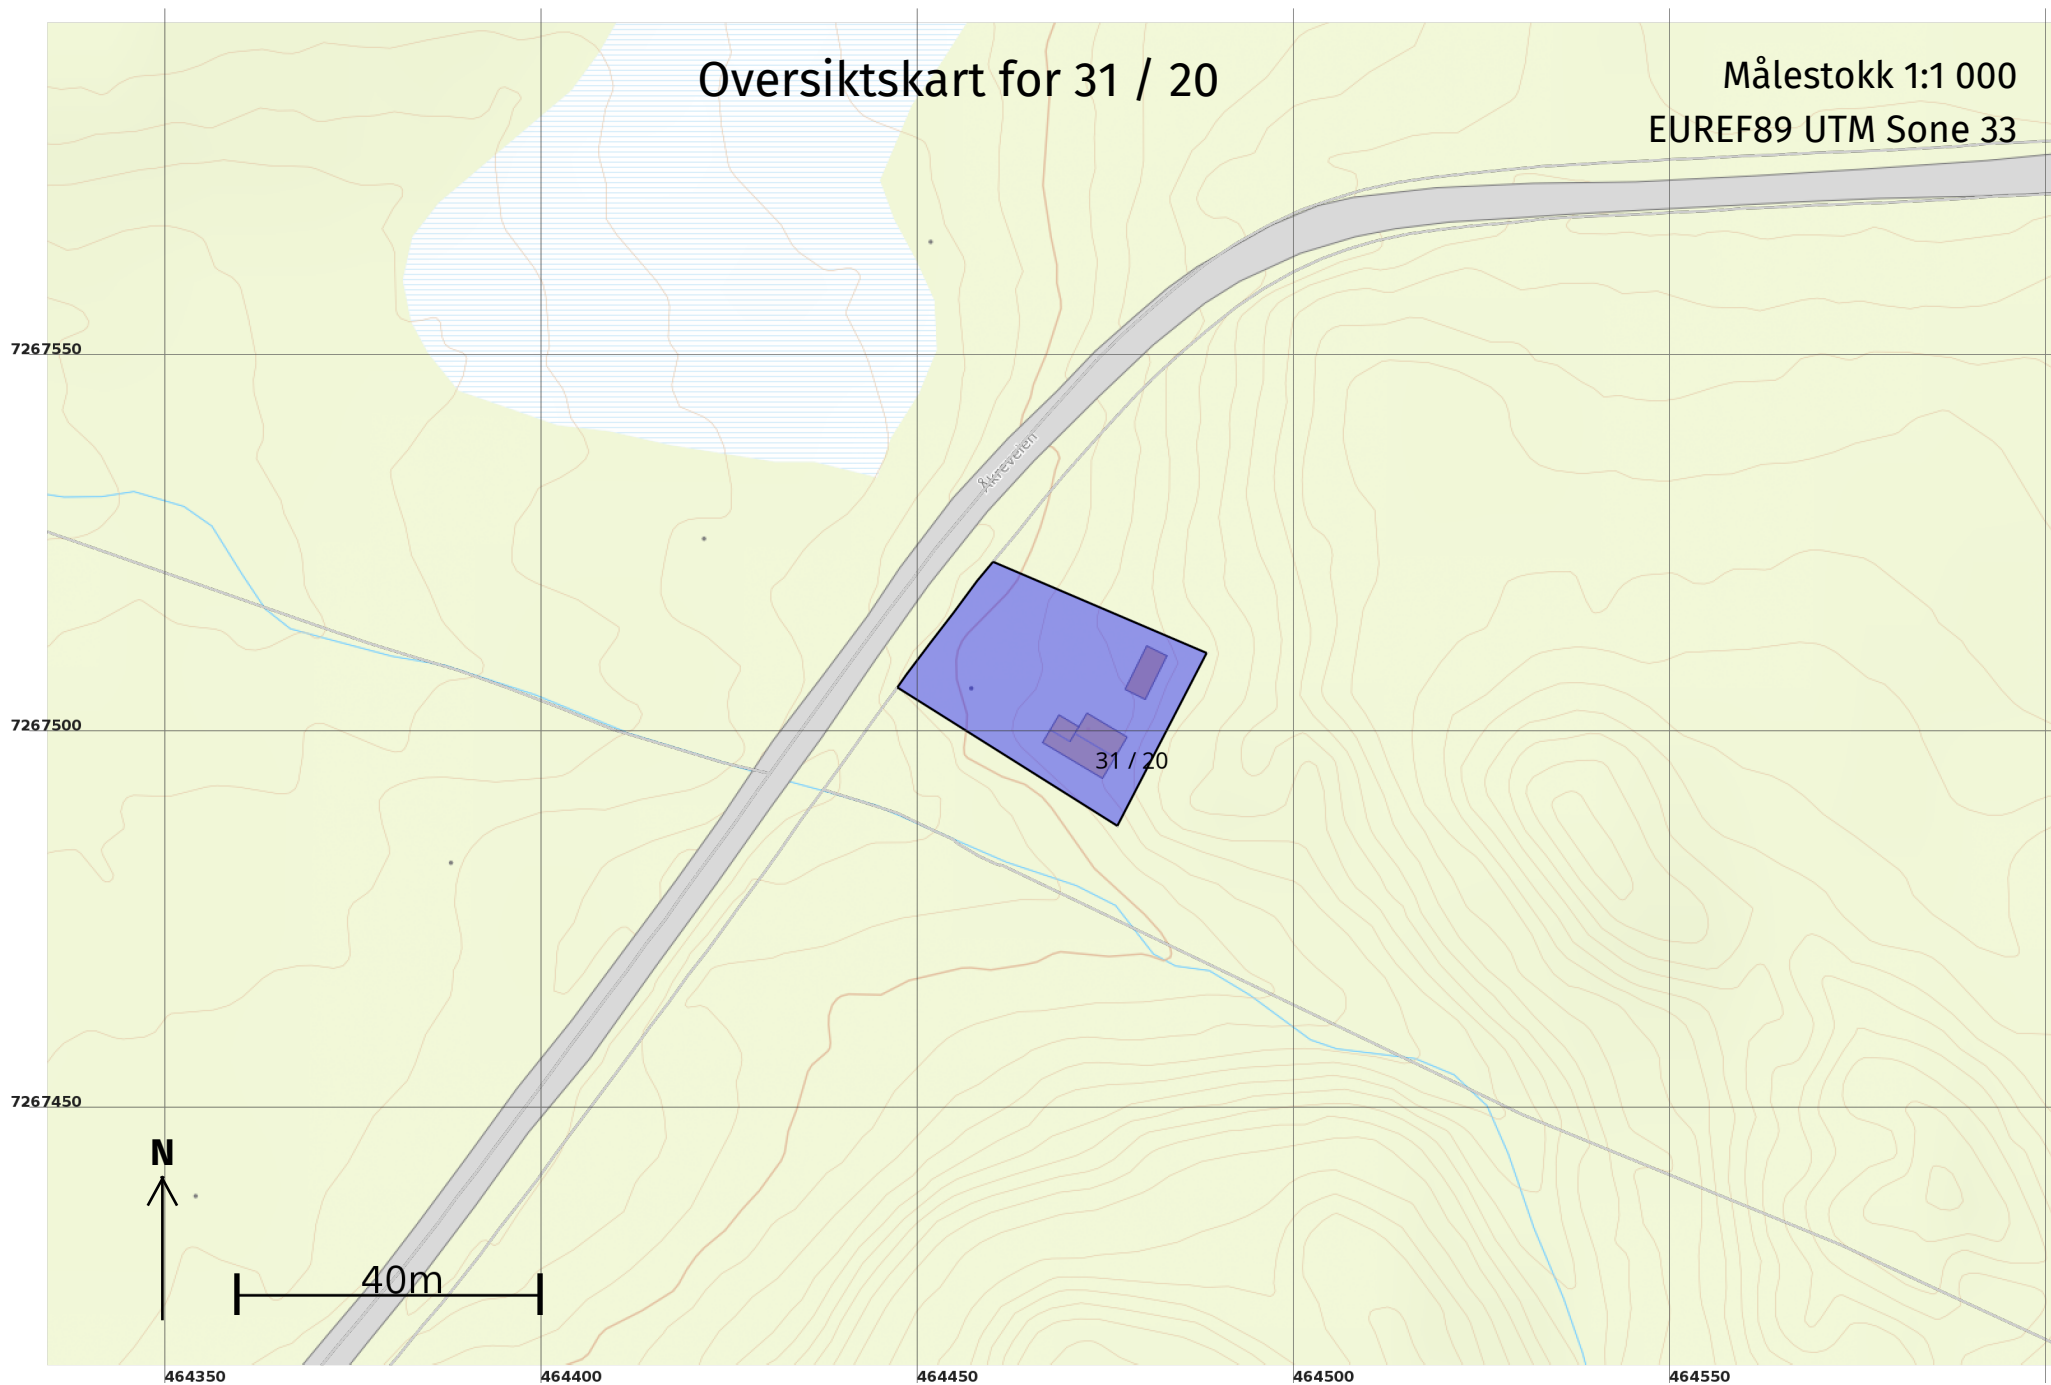 Oversiktskart for 31 / 20
Målestokk 1:1 000
EUREF89 UTM Sone 33
7267550
Åkreveien
7267500
31 / 20
7267450
N
40m
464350
464400
464450
464500
464550